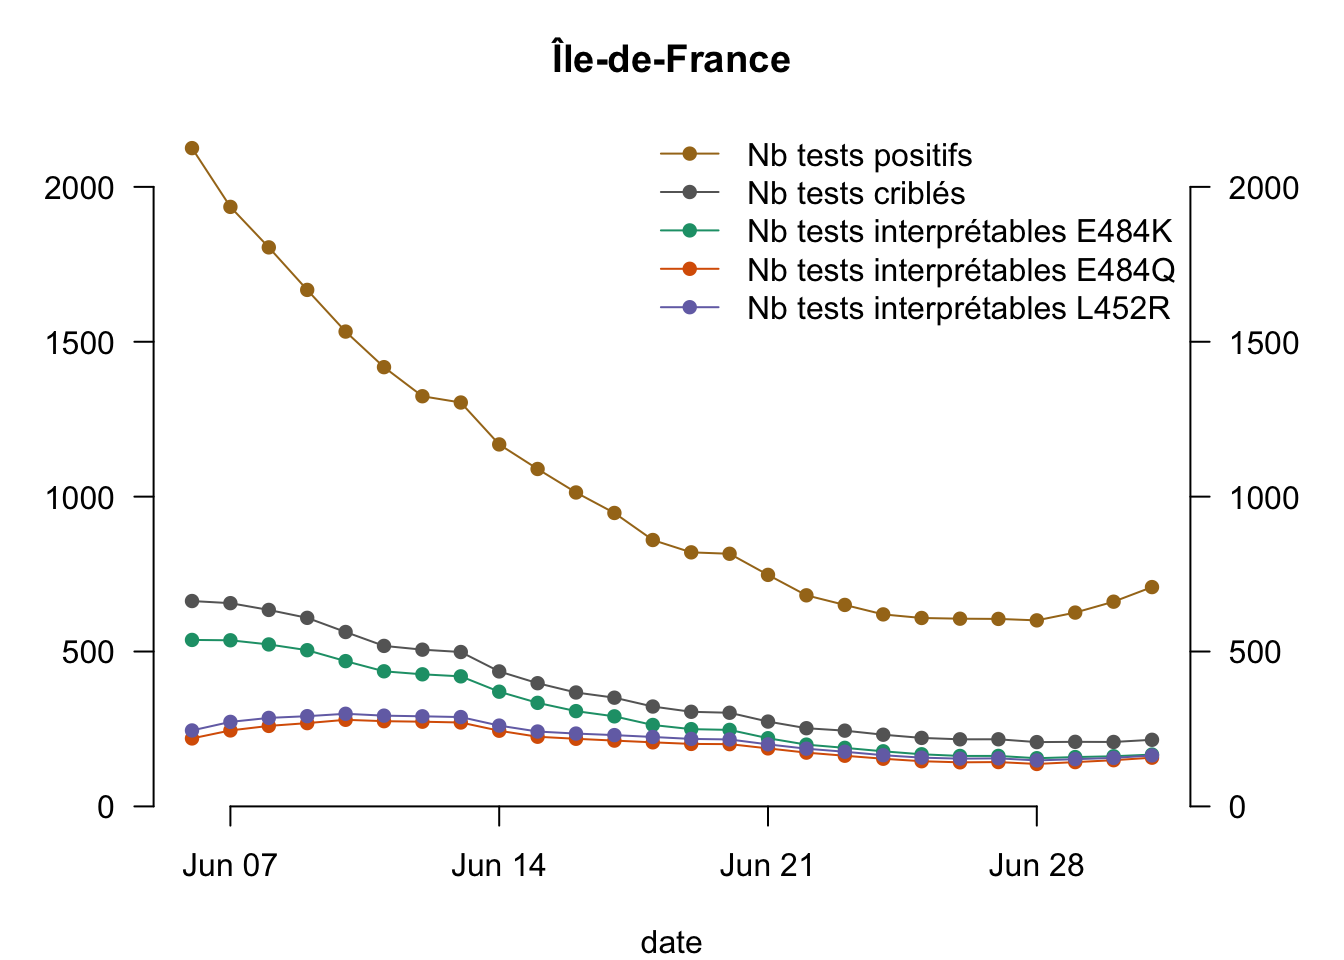 Île-de-France
Nb tests positifs
Nb tests criblés
Nb tests interprétables E484K
Nb tests interprétables E484Q
Nb tests interprétables L452R
2000
1500
1000
500
0
2000
1500
1000
500
0
Jun 07
Jun 14
Jun 21
Jun 28
date